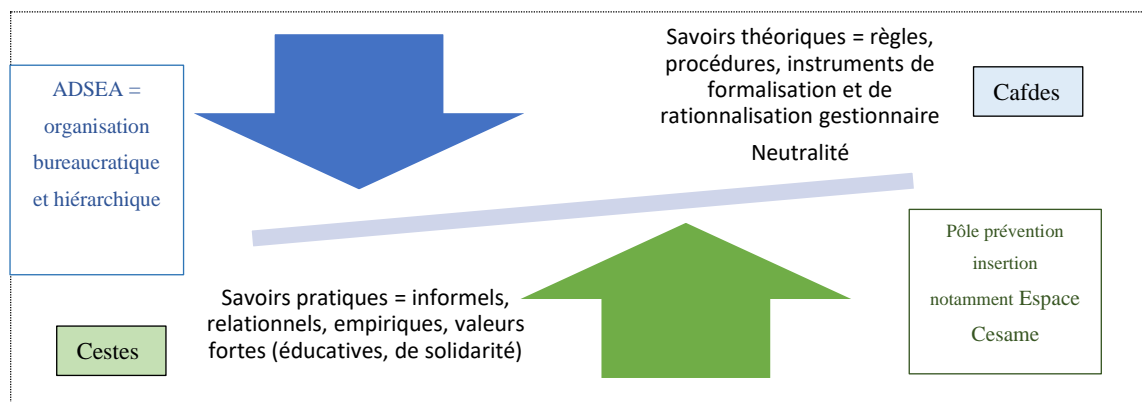 ADSEA =
organisation
bureaucratique
et hiérarchique
Savoirs théoriques = règles,
procédures, instruments de
formalisation et de
rationnalisation gestionnaire
Neutralité
Cafdes
Savoirs pratiques = informels,
relationnels, empiriques, valeurs
fortes (éducatives, de solidarité)
Cestes
Pôle prévention
insertion
notamment Espace
Cesame